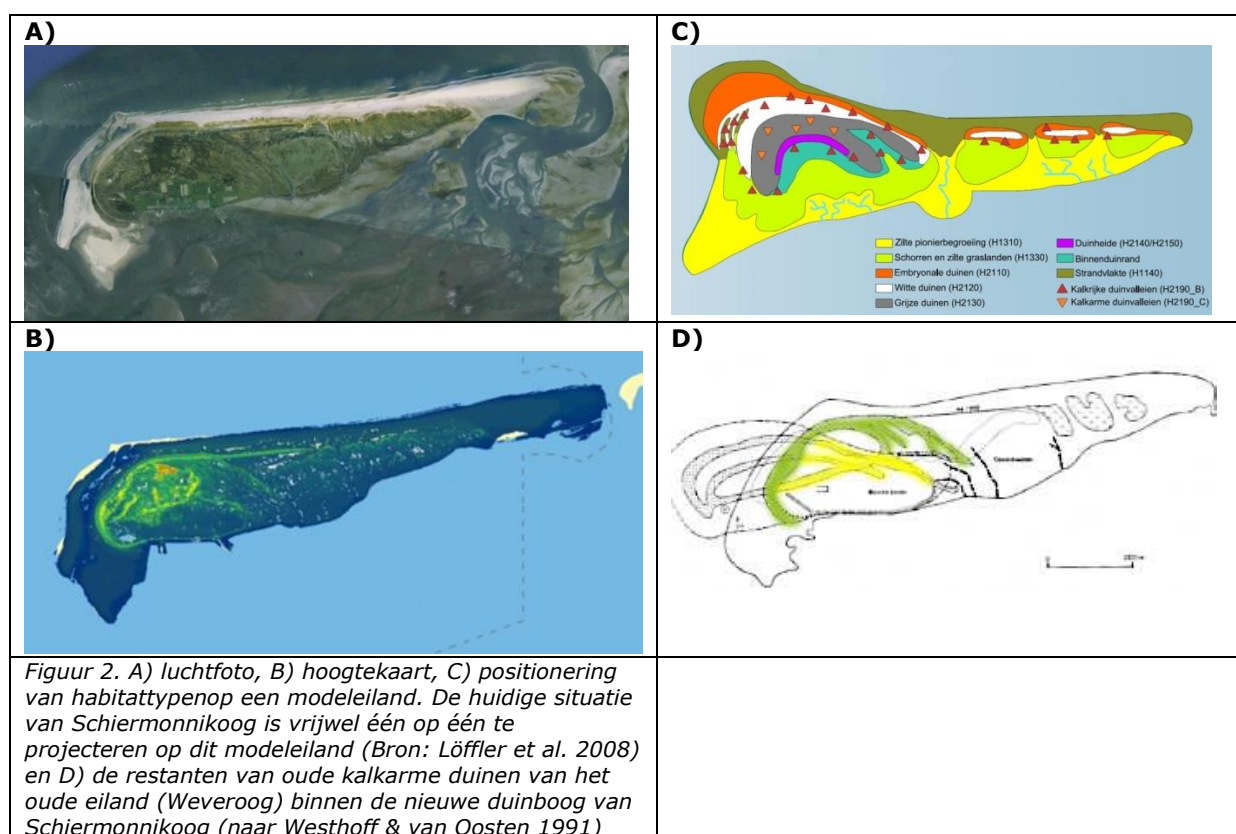 A)
C)
Zilte pionierbegroeiing (H1310)
Schorren en zilte graslanden (H1330)
Embryonale duinen (H2110)
Witte duinen (H2120)
Grijze duinen (H2130)
Duinheide (H2140/H2150)
Binnenduinrand
Strandvlakte (H1140)
Kalkrijke duinvalleien (H2190_B)
Kalkarme duinvalleien (H2190_C)
B)
D)
Figuur 2. A) luchtfoto, B) hoogtekaart, C) positionering
van habitattypenop een modeleiland. De huidige situatie
van Schiermonnikoog is vrijwel één op één te
projecteren op dit modeleiland (Bron: Löffler et al. 2008)
en D) de restanten van oude kalkarme duinen van het
oude eiland (Weveroog) binnen de nieuwe duinboog van
Schiermonnikoog (naar Westhoff & van Oosten 1991)